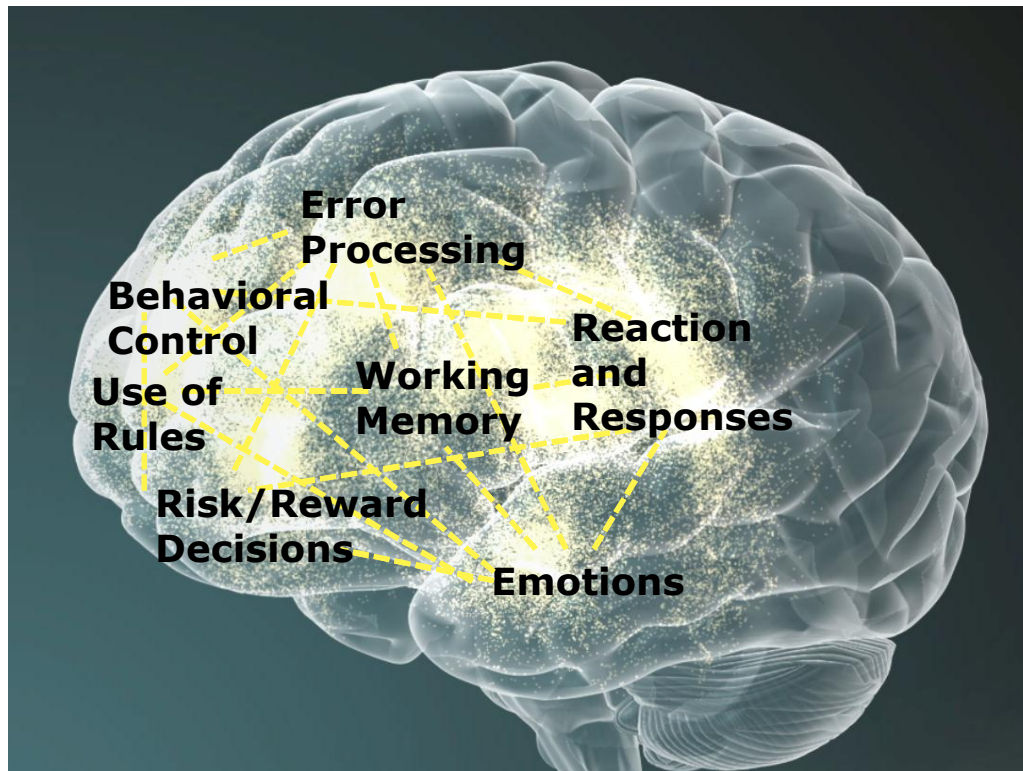 Error
Processing
Behavioral
Control
Reaction
and
Responses
Use of
Rules
Working
Memory
Risk/Reward
Decisions
Emotions